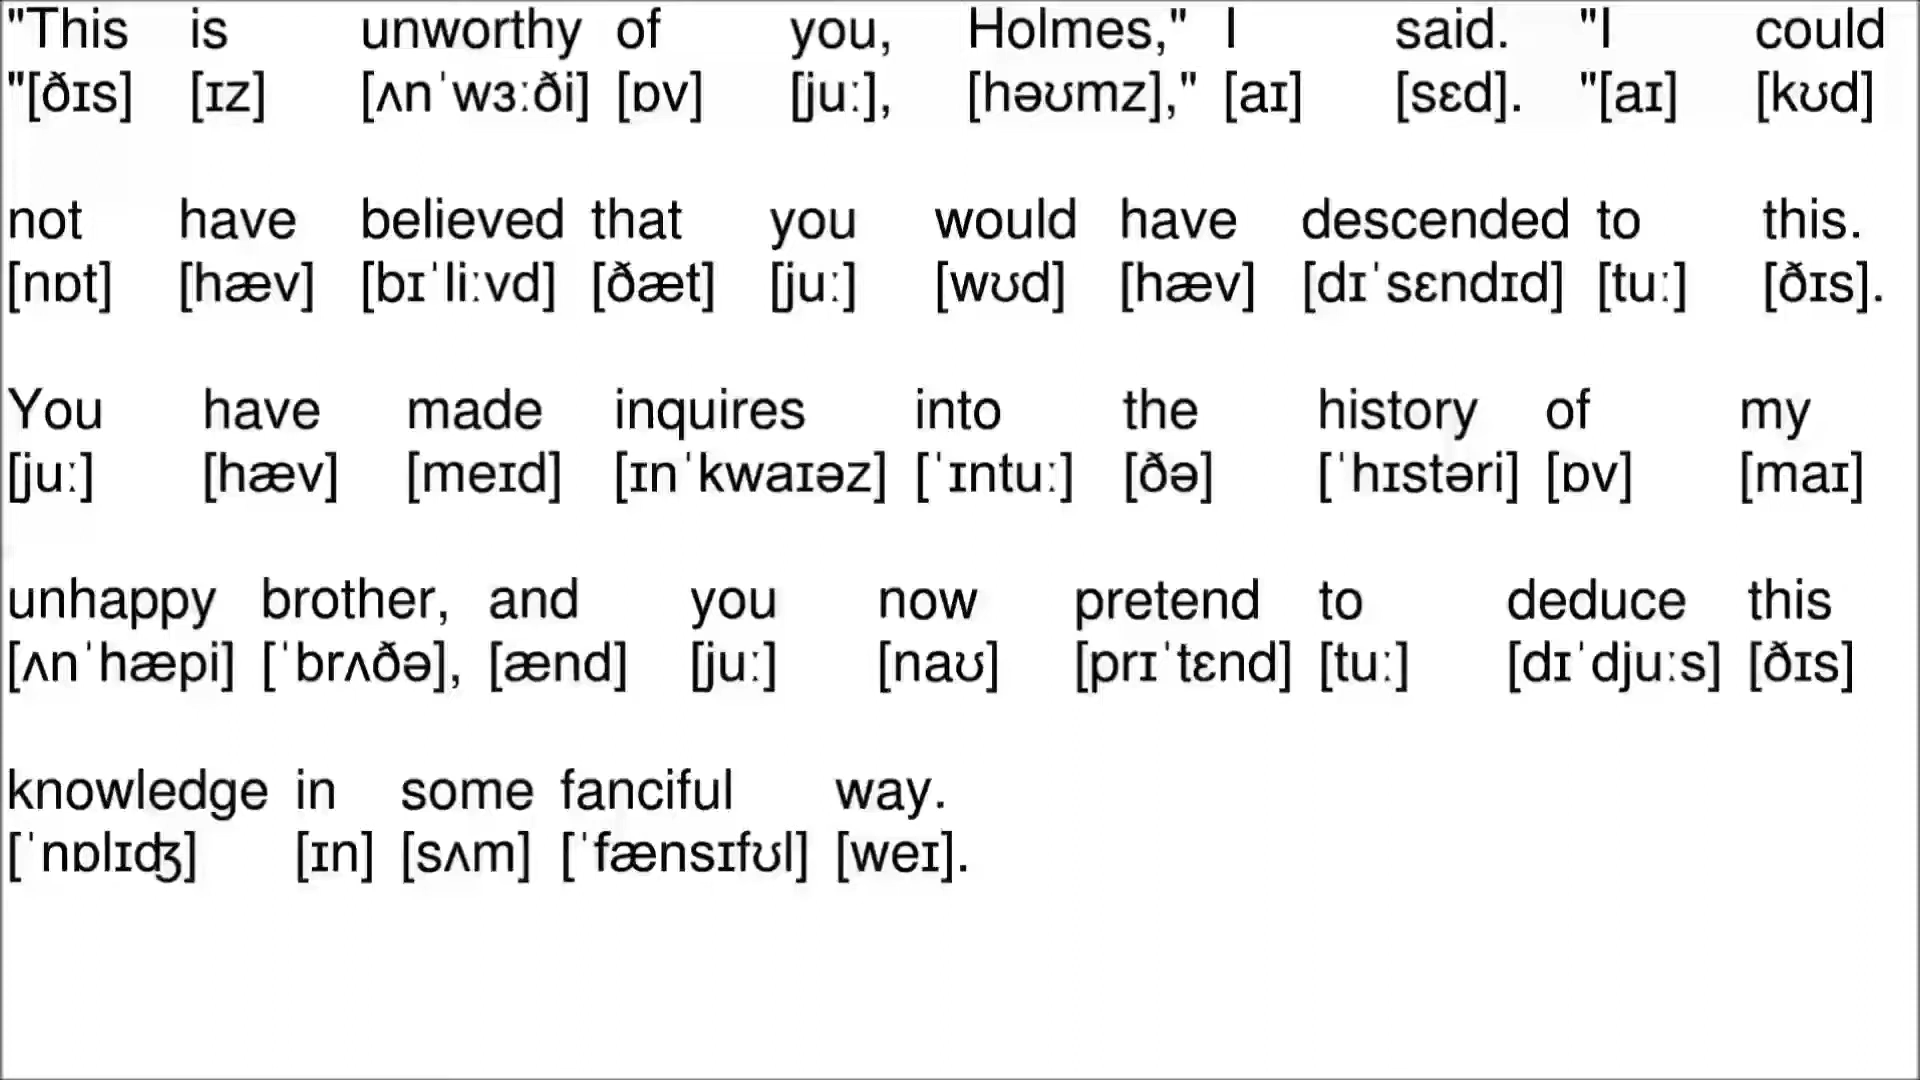 "This is unworthy of you, Holmes," I said. "I could
"[ðɪs] [ɪz] [ʌnˈwɜːði] [ɒv] [juː], [həʊmz]," [aɪ] [sɛd]. "[aɪ] [kʊd]
not have believed that you would have descended to this.
[nɒt] [hæv] [bɪˈliːvd] [ðæt] [juː] [wʊd] [hæv] [dɪˈsɛndɪd] [tuː] [ðɪs].
You have made inquires into the history of my
[juː] [hæv] [meɪd] [ɪnˈkwaɪəz] [ˈɪntuː] [ðə] [ˈhɪstəri] [ɒv] [maɪ]
unhappy brother, and you now pretend to deduce this
[ʌnˈhæpi] [ˈbrʌðə], [ænd] [juː] [naʊ] [prɪˈtɛnd] [tuː] [dɪˈdjuːs] [ðɪs]
knowledge in some fanciful way.
[ˈnɒlɪʤ] [ɪn] [sʌm] [ˈfænsɪfʊl] [weɪ].